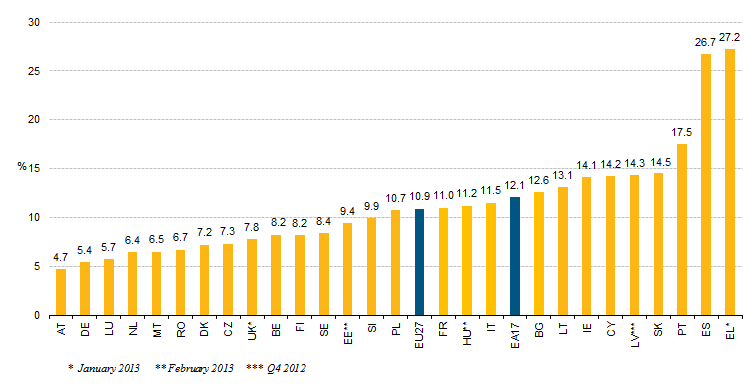 30
25
20
%
15
10
5
0
4.7 5.4 5.7 6.4 6.5 6.7 7.2 7.3 7.8 8.2 8.2 8.4 9.4 9.9 10.7 10.9 11.0 11.2 11.5 12.1 12.6 13.1 14.1 14.2 14.3 14.5 17.5 26.7 27.2
AT DE LU NL MT RO DK CZ UK* BE FI SE EE** SI PL EU27 FR HU** IT EA17 BG LT IE CY LV*** SK PT ES EL*
* January 2013 ** February 2013 *** Q4 2012